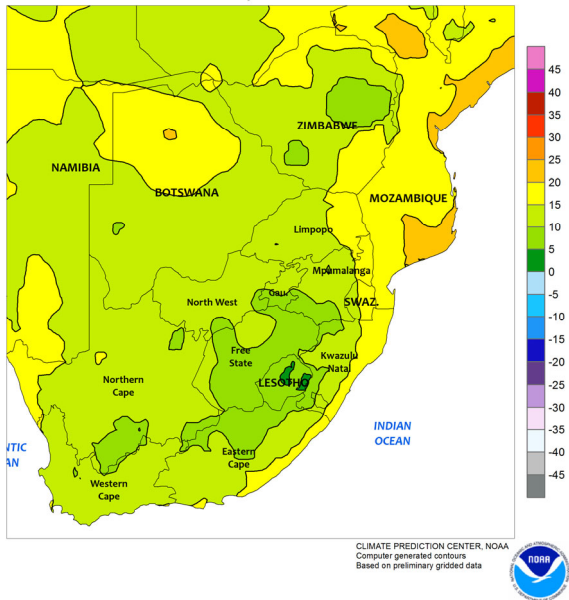 ZIMBABWE
NAMIBIA
BOTSWANA
MOZAMBIQUE
Limpopo
Mpumalanga
Gau.
North West
SWAZ.
Free
State
Kwazulu
Natal
LESOTHO
Northern
Cape
INDIAN
OCEAN
NTIC
AN
Eastern
Cape
Western
Cape
45
40
35
30
25
20
15
10
5
0
-5
-10
-15
-20
-25
-30
-35
-40
-45
CLIMATE PREDICTION CENTER, NOAA
Computer generated contours
Based on preliminary gridded data
NOAA